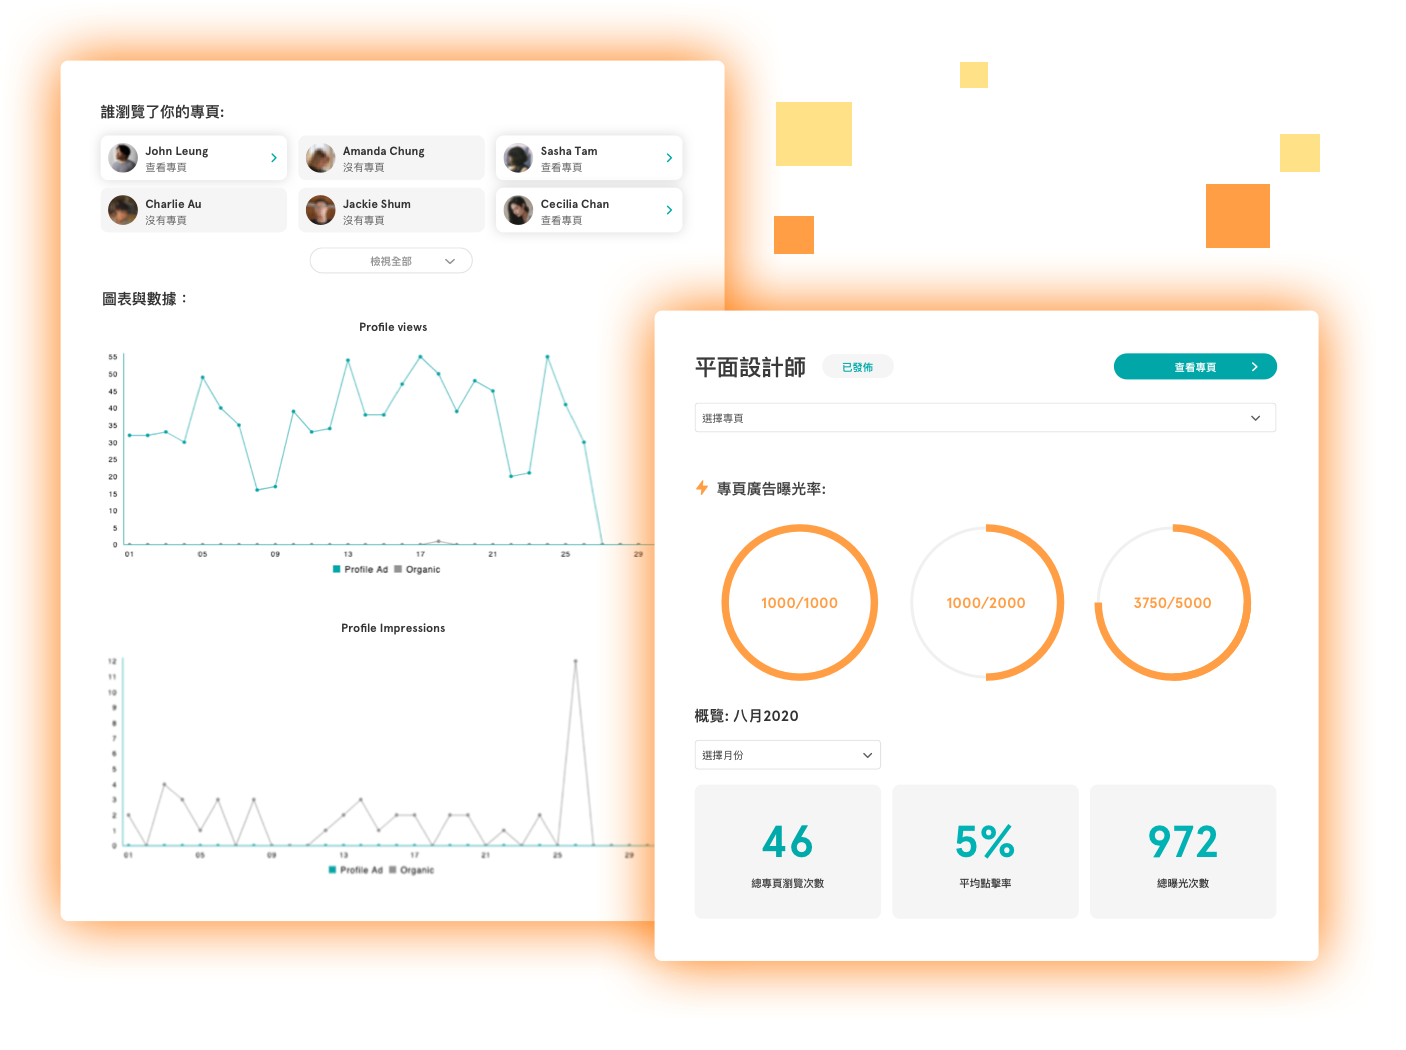 誰瀏覽了你的專頁:
John Leung
查看專頁
Amanda Chung
沒有專頁
Sasha Tam
查看專頁
Charlie Au
沒有專頁
Jackie Shum
沒有專頁
Cecilia Chan
查看專頁
檢視全部
圖表與數據：
Profile views
55
50
45
40
35
30
25
20
15
10
5
0
01 05 09 13 17 21 25 29
Profile Ad Organic
Profile Impressions
12
11
10
9
8
7
6
5
4
3
2
1
0
01 05 09 13 17 21 25 29
Profile Ad Organic
平面設計師 已發佈 查看專頁
選擇專頁
專頁廣告曝光率:
1000/1000 1000/2000 3750/5000
概覽: 八月2020
選擇月份
46
總專頁瀏覽次數
5%
平均點擊率
972
總曝光次數